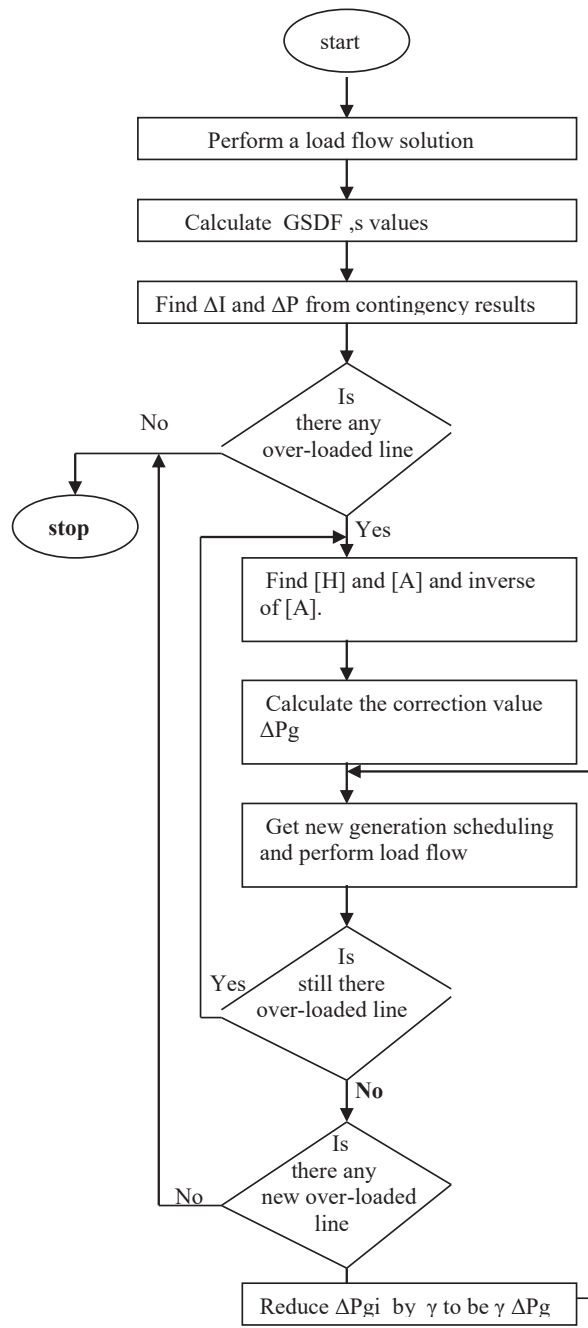 start
Perform a load flow solution
Calculate GSDF ,s values
Find ΔI and ΔP from contingency results
Is
there any
over-loaded line
No
stop
Yes
Find [H] and [A] and inverse
of [A].
Calculate the correction value
ΔPg
Get new generation scheduling
and perform load flow
Is
still there
over-loaded line
Yes
No
Is
there any
new over-loaded
line
No
Reduce ΔPgi by γ to be γ ΔPg